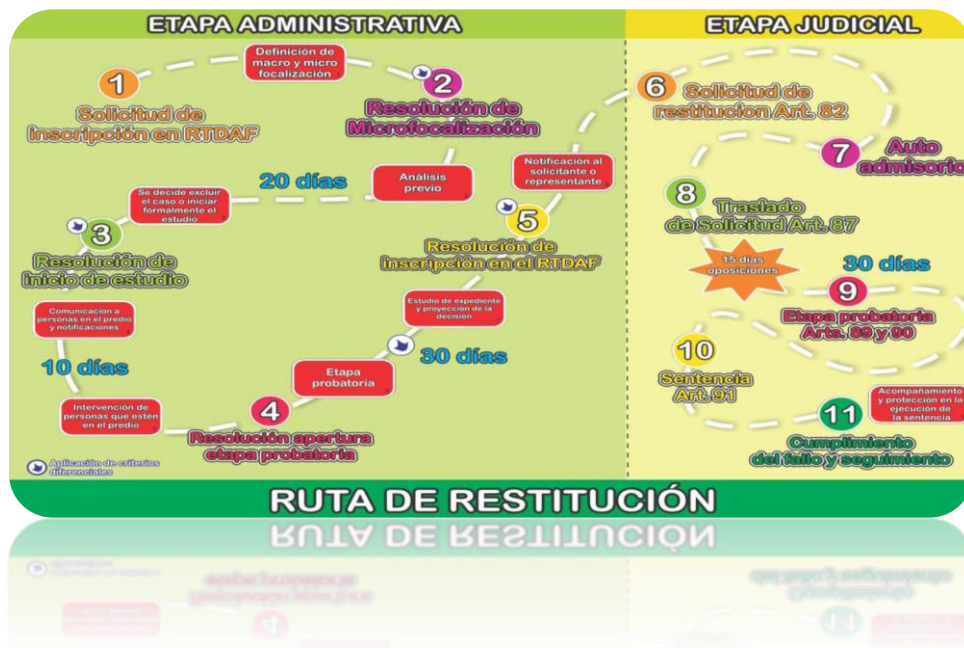 ETAPA ADMINISTRATIVA
ETAPA JUDICIAL
1
Solicitud de
inscripción en RTDAF
Definición de
macro y micro
focalización
2
Resolución de
Microfocalización
Análisis
previo
20 días
Se decide excluir
el caso o iniciar
formalmente el
estudio
3
Resolución de
inicio de estudio
Comunicación a
personas en el predio
y notificaciones
10 días
Intervención de
personas que estén
en el predio
4
Resolución apertura
etapa probatoria
Etapa
probatoria
30 días
Estudio de expediente
y proyección de la
decisión
5
Resolución de
inscripción en el RTDAF
Notificación al
solicitante o
representante
Aplicación de criterios
diferenciales
6
Solicitud de
restitucion Art. 82
7
Auto
admisorio
8
Traslado
de Solicitud Art. 87
15 días
oposiciones
30 días
9
Etapa probatoria
Arts. 89 y 90
10
Sentencia
Art. 91
11
Cumplimiento
del fallo y seguimiento
Acompañamiento
y protección en la
ejecución de
la sentencia
RUTA DE RESTITUCIÓN